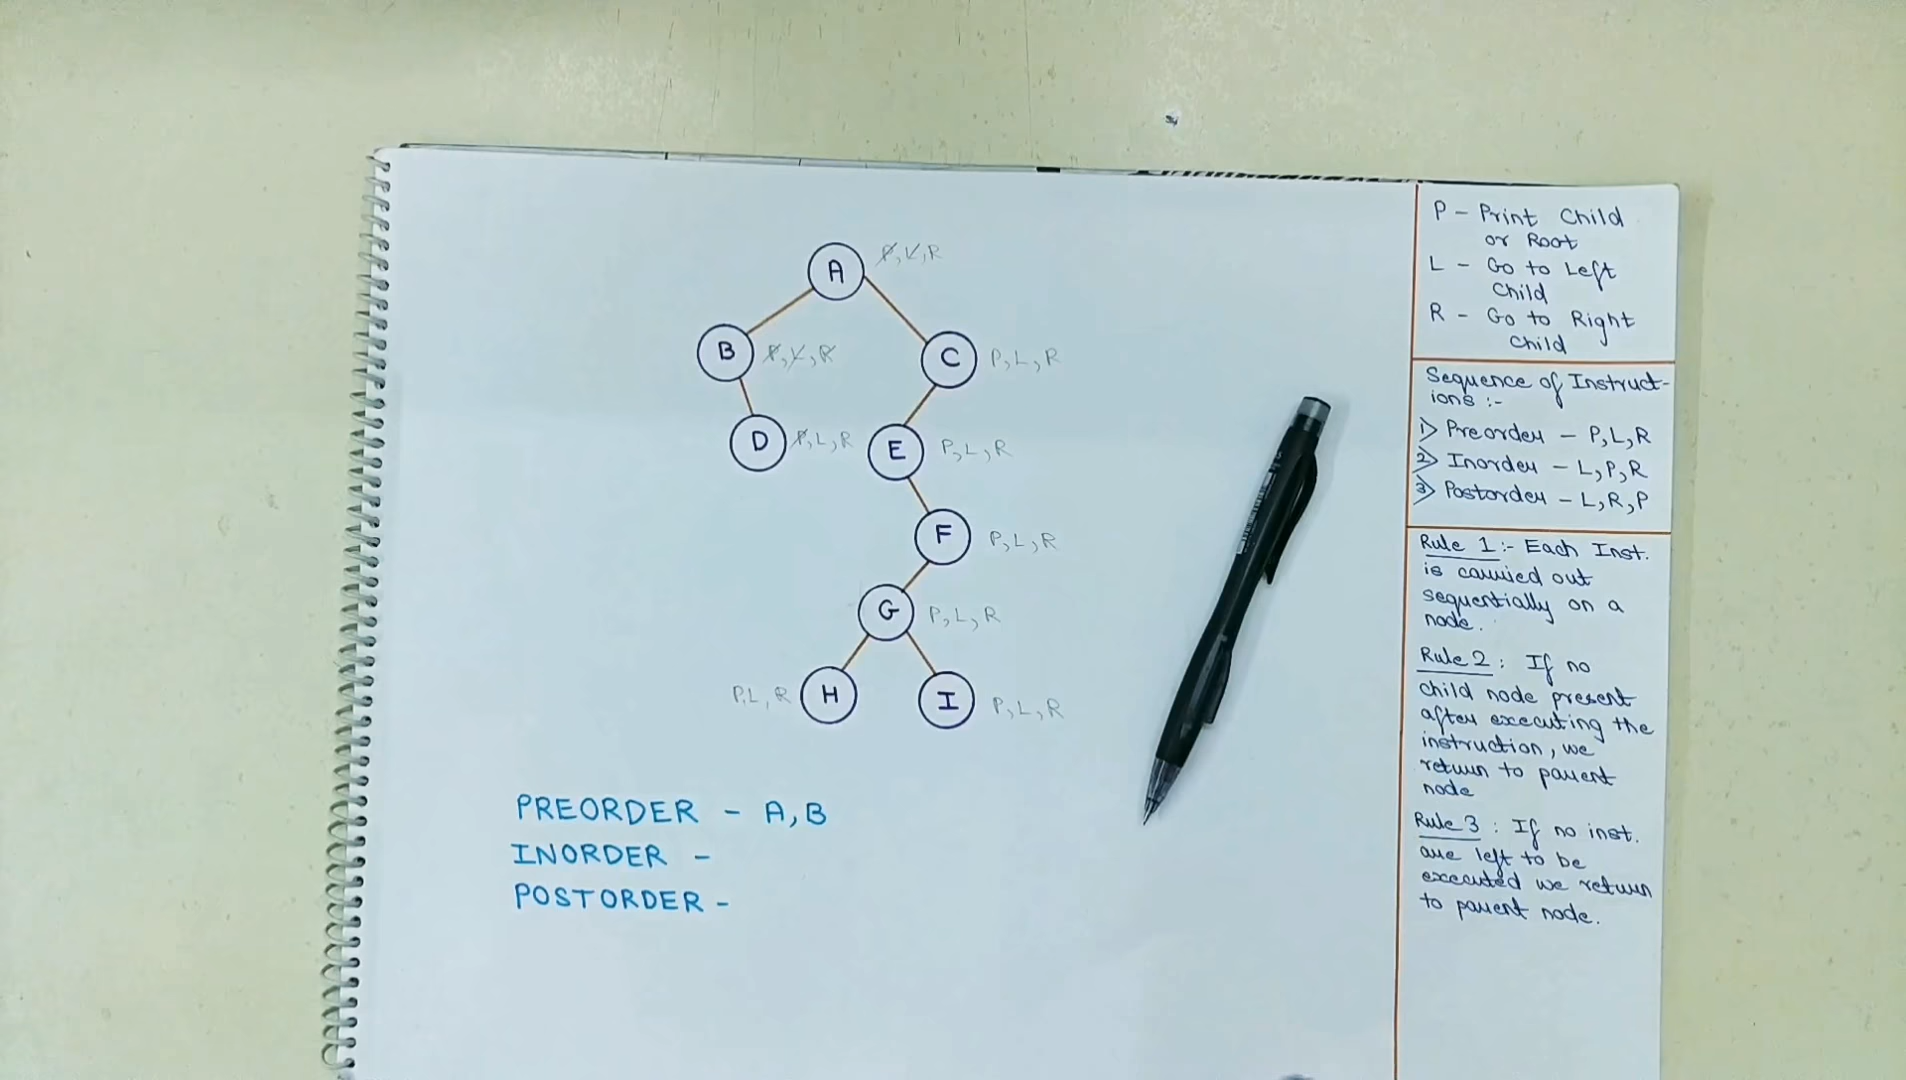 A
P, L, R
B
P, L, R
C
P, L, R
D
P, L, R
E
P, L, R
F
P, L, R
G
P, L, R
P, L, R
H
I
P, L, R
PREORDER - A, B
INORDER -
POSTORDER -
P - Print Child
or Root
L - Go to Left
Child
R - Go to Right
Child
Sequence of Instruct-
ions :-
1> Preorder - P, L, R
2> Inorder - L, P, R
3> Postorder - L, R, P
Rule 1 :- Each Inst.
is carried out
sequentially on a
node.
Rule 2 : If no
child node present
after executing the
instruction, we
return to parent
node
Rule 3 : If no inst.
are left to be
executed we return
to parent node.